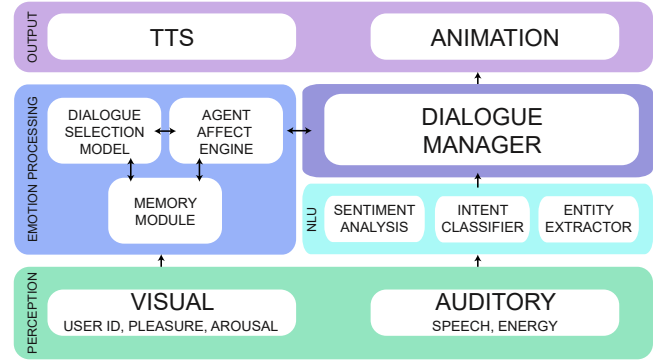 OUTPUT
TTS
ANIMATION
EMOTION PROCESSING
DIALOGUE
SELECTION
MODEL
AGENT
AFFECT
ENGINE
MEMORY
MODULE
DIALOGUE
MANAGER
NLU
SENTIMENT
ANALYSIS
INTENT
CLASSIFIER
ENTITY
EXTRACTOR
PERCEPTION
VISUAL
USER ID, PLEASURE, AROUSAL
AUDITORY
SPEECH, ENERGY